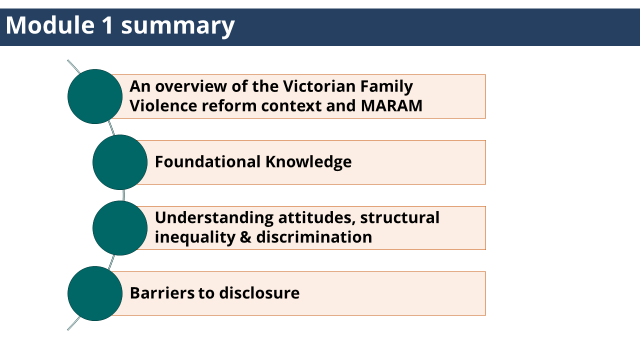 Module 1 summary
An overview of the Victorian Family
Violence reform context and MARAM
Foundational Knowledge
Understanding attitudes, structural
inequality & discrimination
Barriers to disclosure